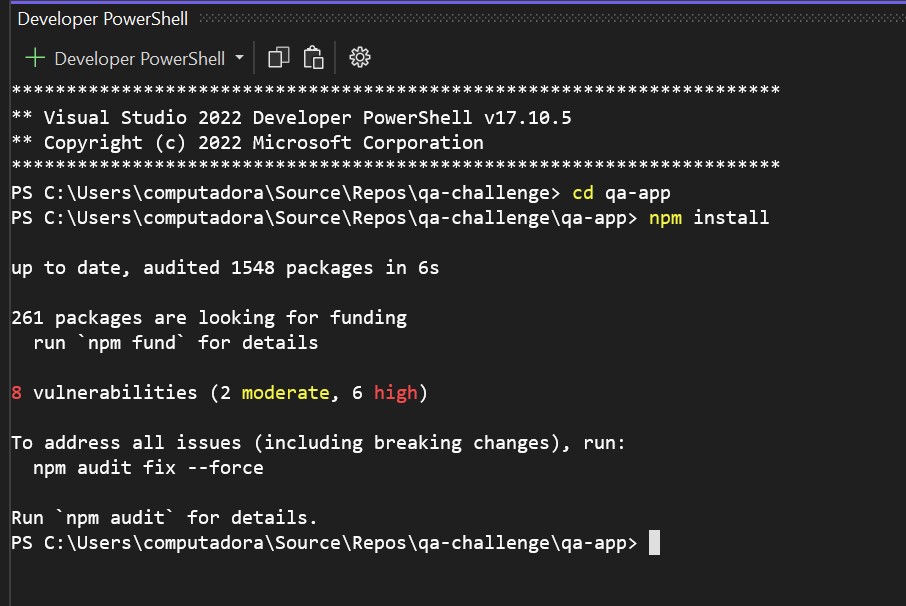 Developer PowerShell
Developer PowerShell
**********************************************************************
** Visual Studio 2022 Developer PowerShell v17.10.5
** Copyright (c) 2022 Microsoft Corporation
**********************************************************************
PS C:\Users\computadora\Source\Repos\qa-challenge> cd qa-app
PS C:\Users\computadora\Source\Repos\qa-challenge\qa-app> npm install
up to date, audited 1548 packages in 6s
261 packages are looking for funding
  run `npm fund` for details
8 vulnerabilities (2 moderate, 6 high)
To address all issues (including breaking changes), run:
  npm audit fix --force
Run `npm audit` for details.
PS C:\Users\computadora\Source\Repos\qa-challenge\qa-app>